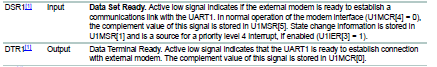 DSR1[1] Input Data Set Ready. Active low signal indicates if the external modem is ready to establish a
communications link with the UART1. In normal operation of the modem interface (U1MCR[4] = 0),
the complement value of this signal is stored in U1MSR[5]. State change information is stored in
U1MSR[1] and is a source for a priority level 4 interrupt, if enabled (U1IER[3] = 1).
DTR1[1] Output Data Terminal Ready. Active low signal indicates that the UART1 is ready to establish connection
with external modem. The complement value of this signal is stored in U1MCR[0].